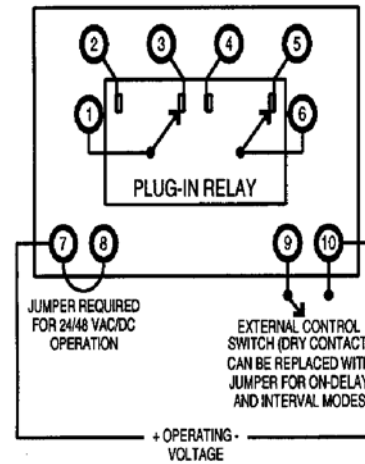 2 3 4 5
1 6
PLUG-IN RELAY
7 8 9 10
JUMPER REQUIRED
FOR 24/48 VAC/DC
OPERATION
EXTERNAL CONTROL
SWITCH (DRY CONTACT
CAN BE REPLACED WITH
JUMPER FOR ON-DELAY
AND INTERVAL MODES
+ OPERATING -
VOLTAGE